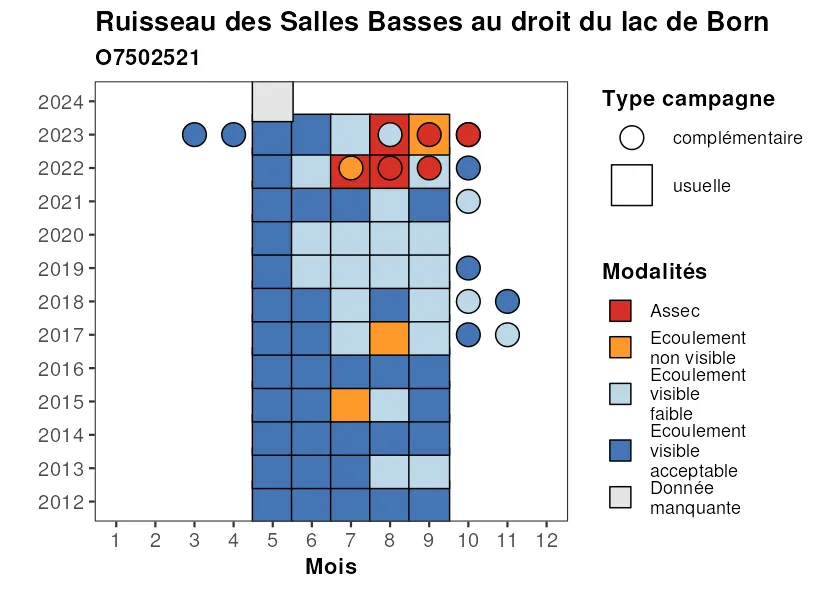 Ruisseau des Salles Basses au droit du lac de Born
O7502521
2024
2023
2022
2021
2020
2019
2018
2017
2016
2015
2014
2013
2012
1 2 3 4 5 6 7 8 9 10 11 12
Mois
Type campagne
complémentaire
usuelle
Modalités
Assec
Ecoulement
non visible
Ecoulement
visible
faible
Ecoulement
visible
acceptable
Donnée
manquante